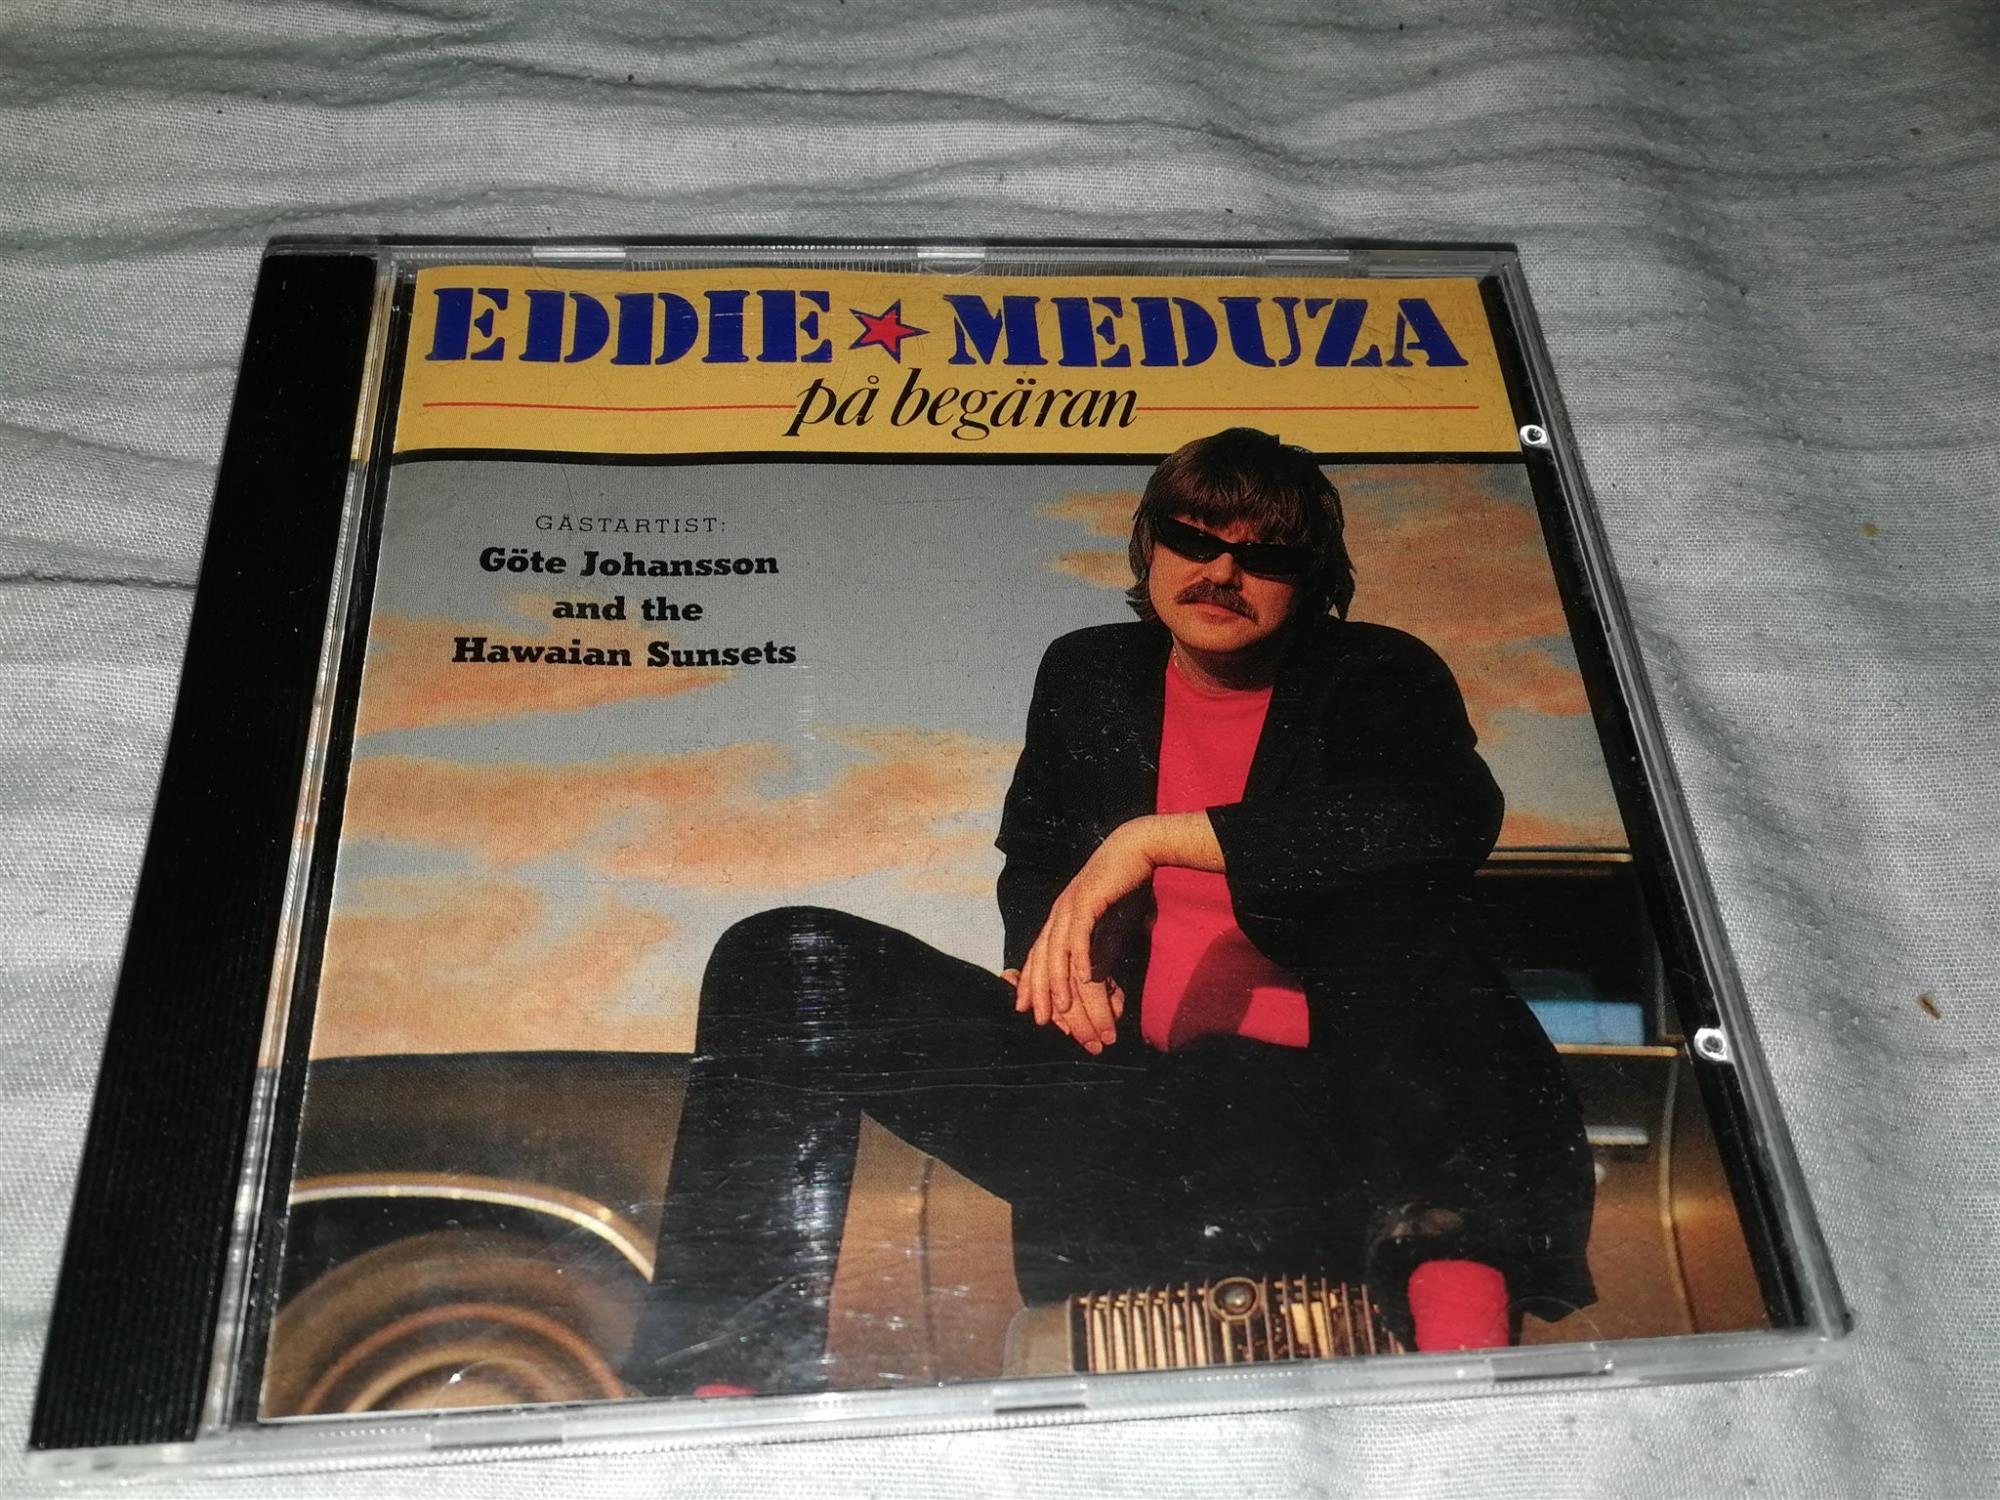 EDDIE MEDUZA
på begäran
GÄSTARTIST:
Göte Johansson
and the
Hawaian Sunsets